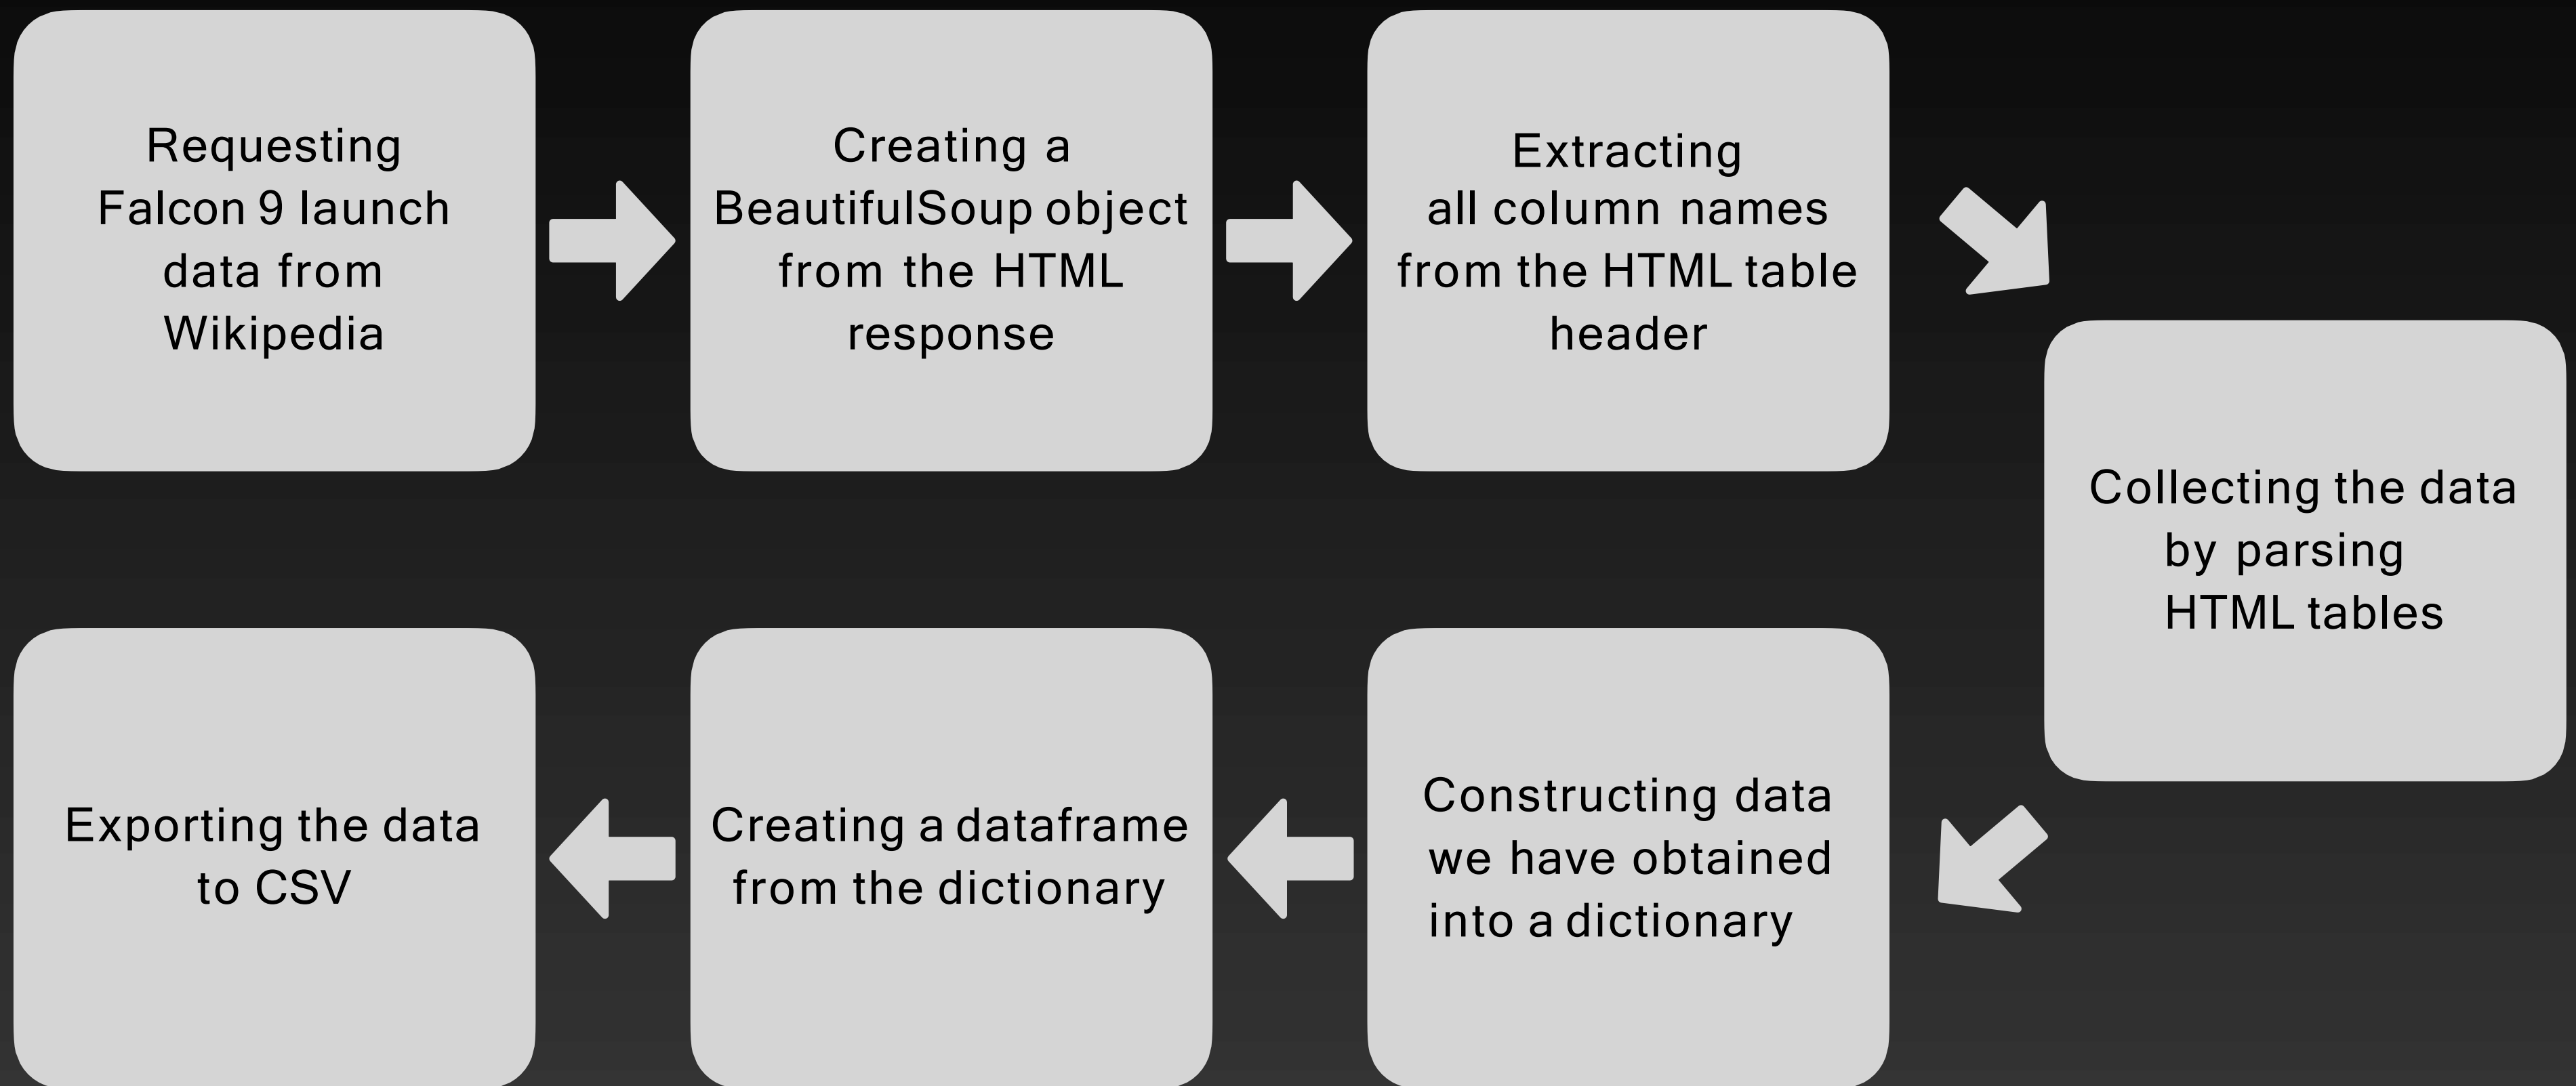 Requesting
Falcon 9 launch
data from
Wikipedia
Creating a
BeautifulSoup object
from the HTML
response
Extracting
all column names
from the HTML table
header
Collecting the data
by parsing
HTML tables
Constructing data
we have obtained
into a dictionary
Creating a dataframe
from the dictionary
Exporting the data
to CSV